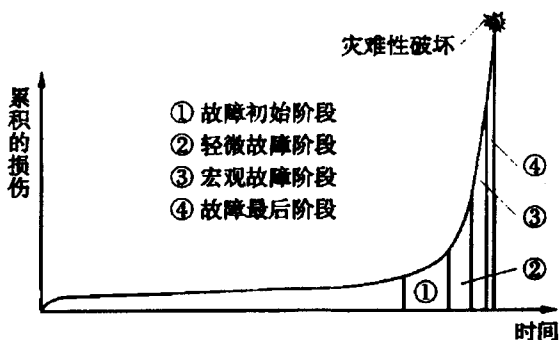 灾难性破坏
累积的损伤
① 故障初始阶段
② 轻微故障阶段
③ 宏观故障阶段
④ 故障最后阶段
④
③
②
①
时间